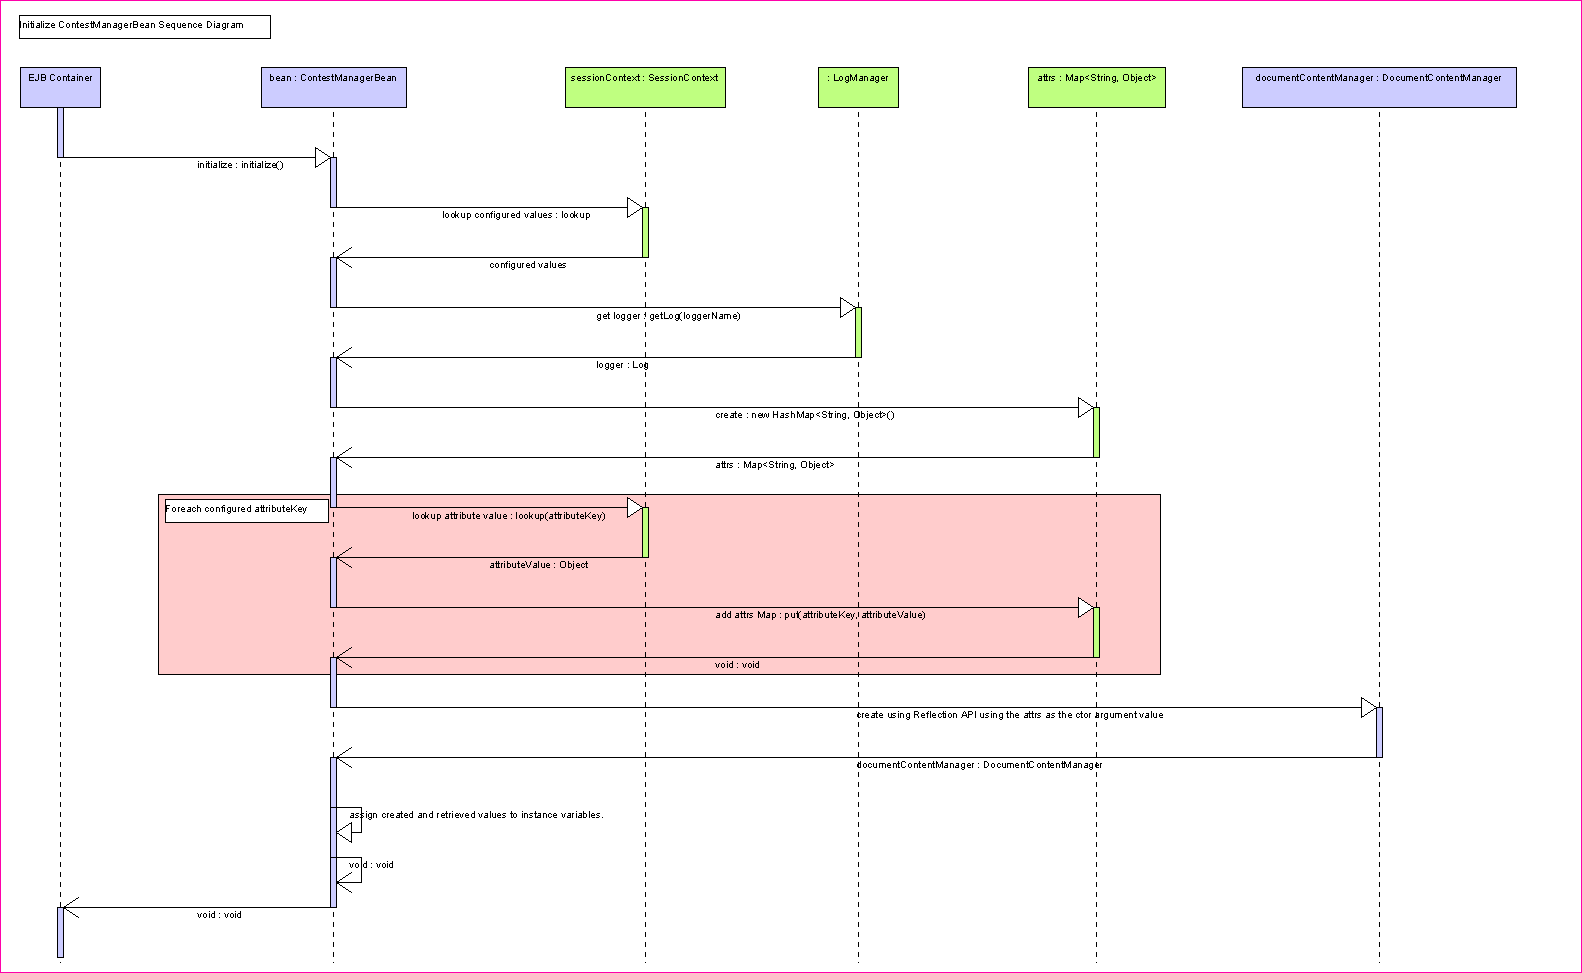 Initialize ContestManagerBean Sequence Diagram
EJB Container
bean : ContestManagerBean
sessionContext : SessionContext
: LogManager
attrs : Map<String, Object>
documentContentManager : DocumentContentManager
initialize : initialize()
lookup configured values : lookup
configured values
get logger : getLog(loggerName)
logger : Log
create : new HashMap<String, Object>()
attrs : Map<String, Object>
Foreach configured attributeKey
lookup attribute value : lookup(attributeKey)
attributeValue : Object
add attrs Map : put(attributeKey, attributeValue)
void : void
create using Reflection API using the attrs as the ctor argument value
documentContentManager : DocumentContentManager
assign created and retrieved values to instance variables.
void : void
void : void